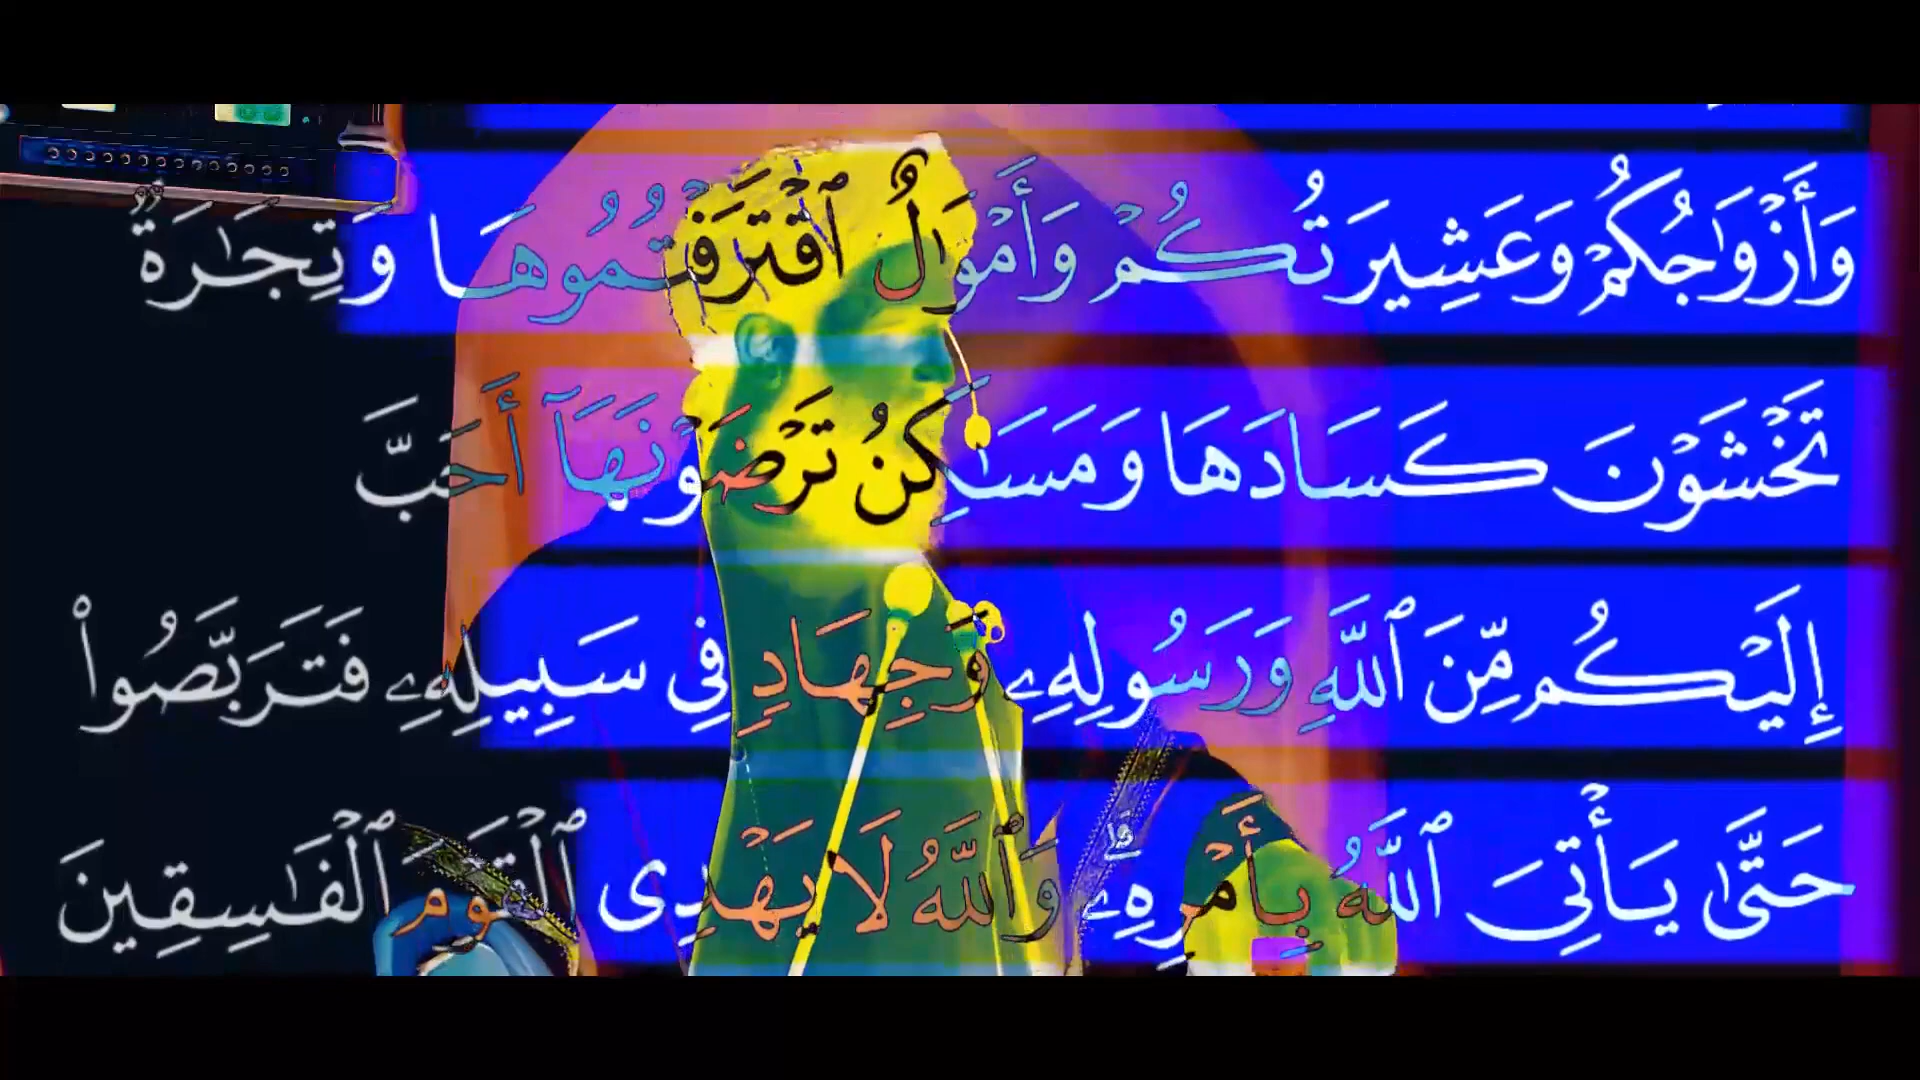 وَأَزْوَٰجُكُمْ وَعَشِيرَتُكُمْ وَأَمْوَٰلٌ ٱقْتَرَفْتُمُوهَا وَتِجَٰرَةٌ
تَخْشَوْنَ كَسَادَهَا وَمَسَٰكِنُ تَرْضَوْنَهَآ أَحَبَّ
إِلَيْكُم مِّنَ ٱللَّهِ وَرَسُولِهِۦ وَجِهَادٍ فِى سَبِيلِهِۦ فَتَرَبَّصُوا۟
حَتَّىٰ يَأْتِىَ ٱللَّهُ بِأَمْرِهِۦ ۗ وَٱللَّهُ لَا يَهْدِى ٱلْقَوْمَ ٱلْفَٰسِقِينَ